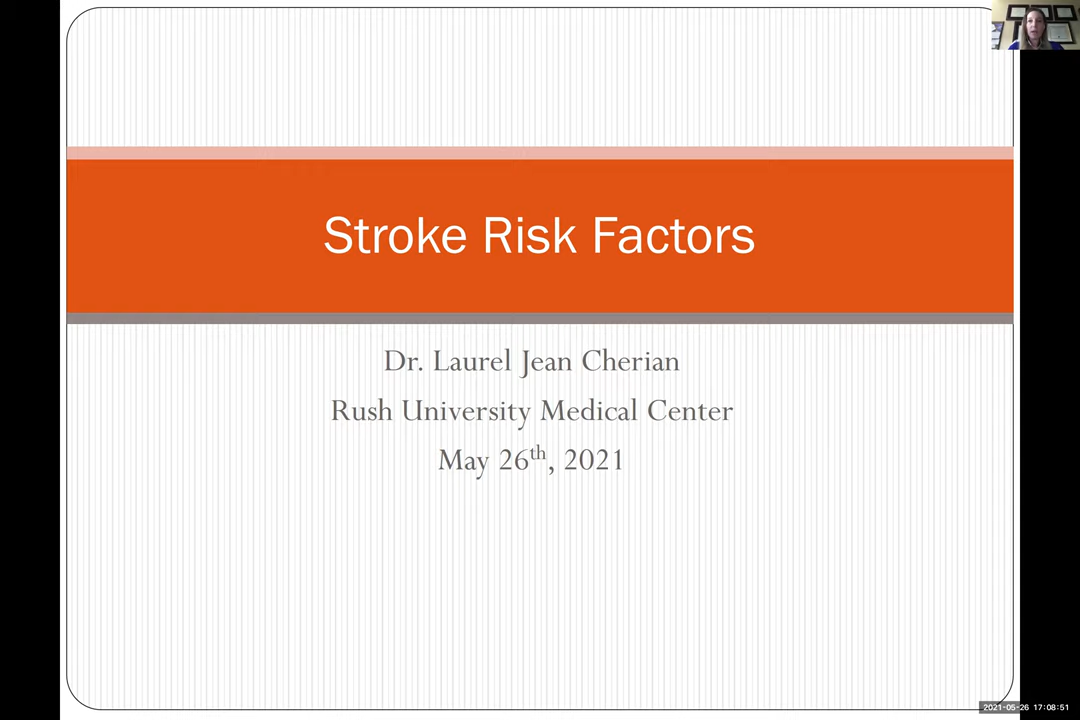 Stroke Risk Factors
Dr. Laurel Jean Cherian
Rush University Medical Center
May 26th, 2021
2021-05-26 17:08:51